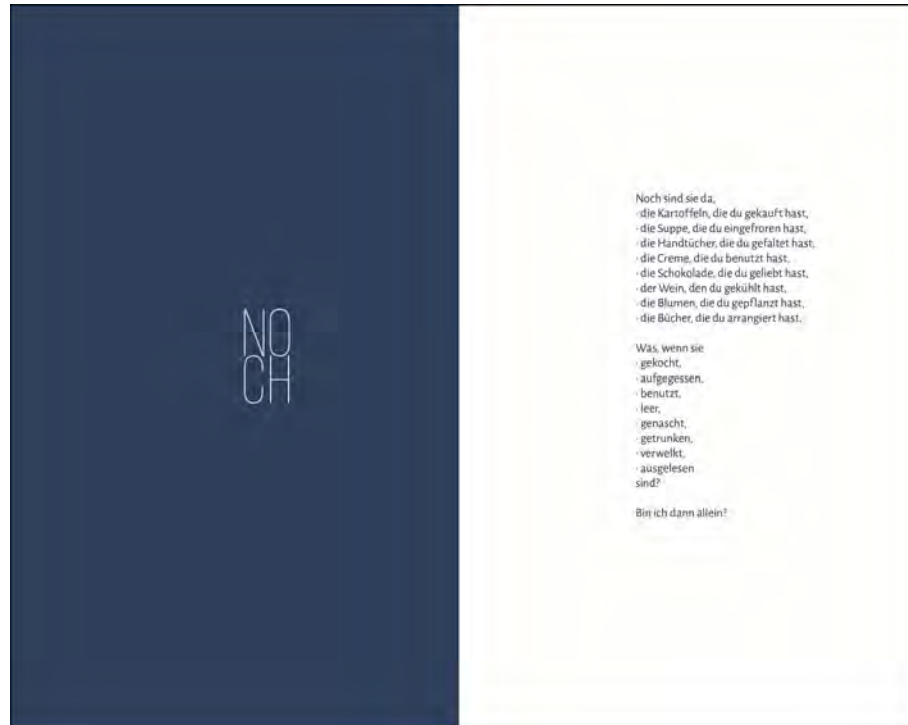 NO
CH
Noch sind sie da,
· die Kartoffeln, die du gekauft hast,
· die Suppe, die du eingefroren hast,
· die Handtücher, die du gefaltet hast,
· die Creme, die du benutzt hast,
· die Schokolade, die du geliebt hast,
· der Wein, den du gekühlt hast,
· die Blumen, die du gepflanzt hast,
· die Bücher, die du arrangiert hast.
Was, wenn sie
· gekocht,
· aufgegessen,
· benutzt,
· leer,
· genascht,
· getrunken,
· verwelkt,
· ausgelesen
sind?
Bin ich dann allein?